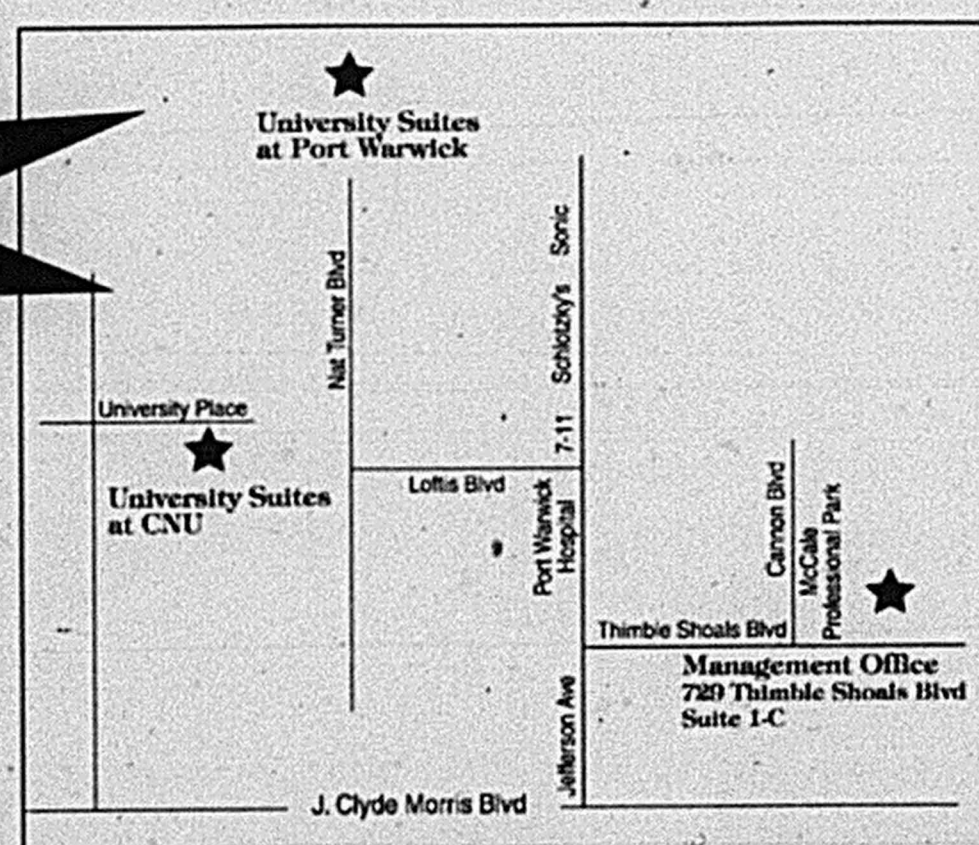 University Suites
at Port Warwick
Nat Turner Blvd
Sonic
Schlotzky's
7-11
University Place
University Suites
at CNU
Loftis Blvd
Port Warwick
Hospital
Cannon Blvd
McCale
Professional Park
Thimble Shoals Blvd
Management Office
729 Thimble Shoals Blvd
Suite 1-C
Jefferson Ave
J. Clyde Morris Blvd